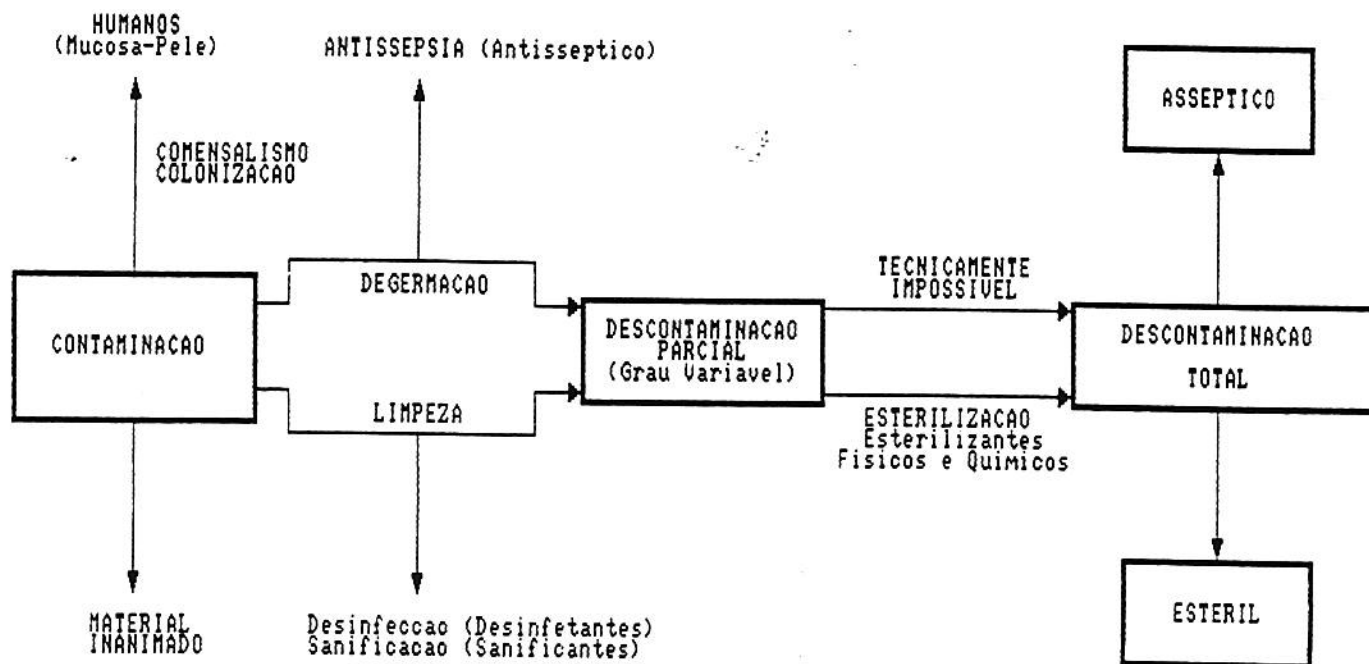 HUMANOS
(Mucosa-Pele)
ANTISSEPSIA (Antisseptico)
ASSEPTICO
COMENSALISMO
COLONIZACAO
DEGERMACAO
TECNICAMENTE
IMPOSSIVEL
CONTAMINACAO
DESCONTAMINACAO
PARCIAL
(Grau Variavel)
DESCONTAMINACAO
TOTAL
LIMPEZA
ESTERILIZACAO
Esterilizantes
Fisicos e Quimicos
MATERIAL
INANIMADO
Desinfeccao (Desinfetantes)
Sanificacao (Sanificantes)
ESTERIL